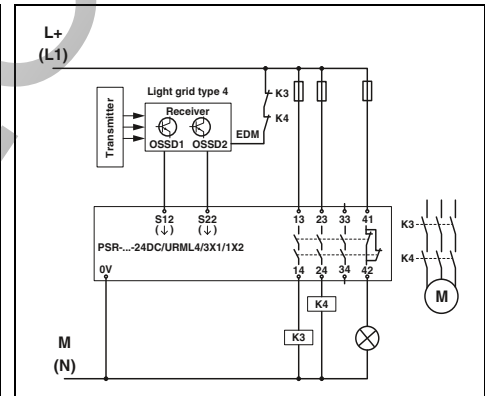 L+
(L1)
Light grid type 4
Transmitter
Receiver
OSSD1 OSSD2
EDM
K3
K4
S12 S22 13 23 33 41
(↓) (↓)
PSR-...-24DC/URML4/3X1/1X2
0V 14 24 34 42
K3
K4
M
K4
K3
M
(N)